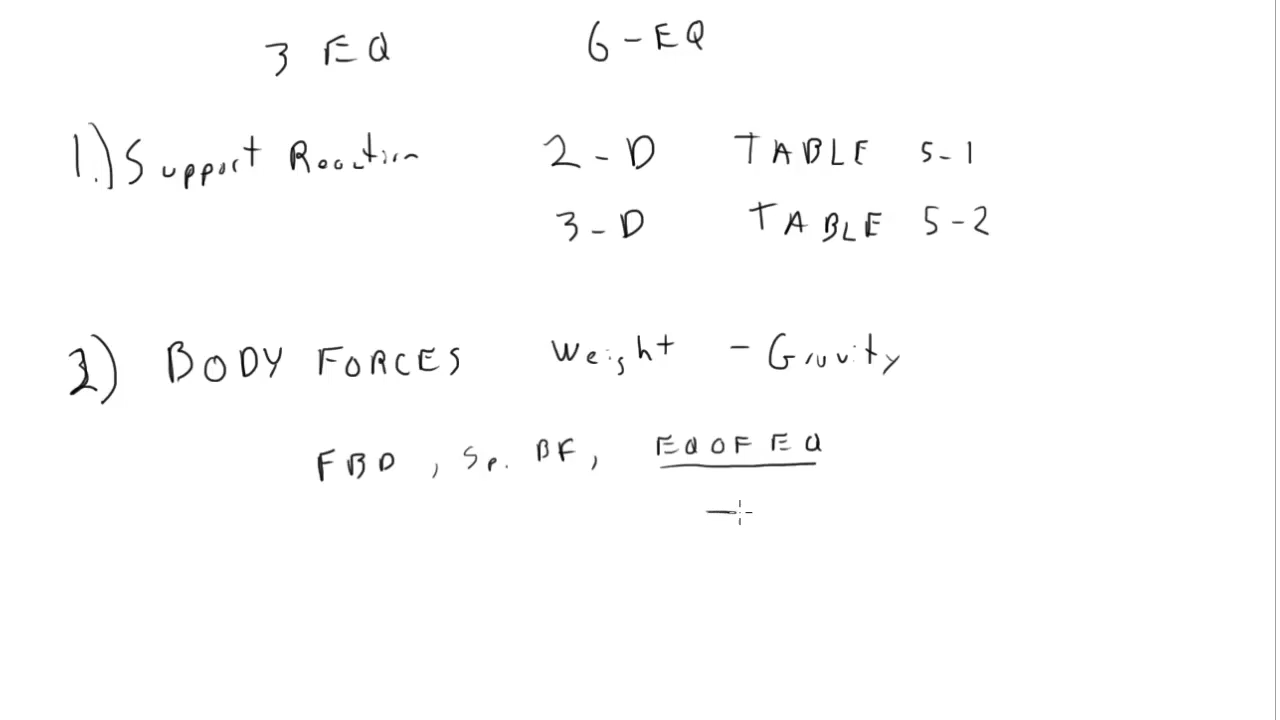 3 EQ 6-EQ
1.) Support Reaction 2-D TABLE 5-1
3-D TABLE 5-2
2) BODY FORCES Weight - Gravity
FBD, Sp. BF, EQ OF EQ